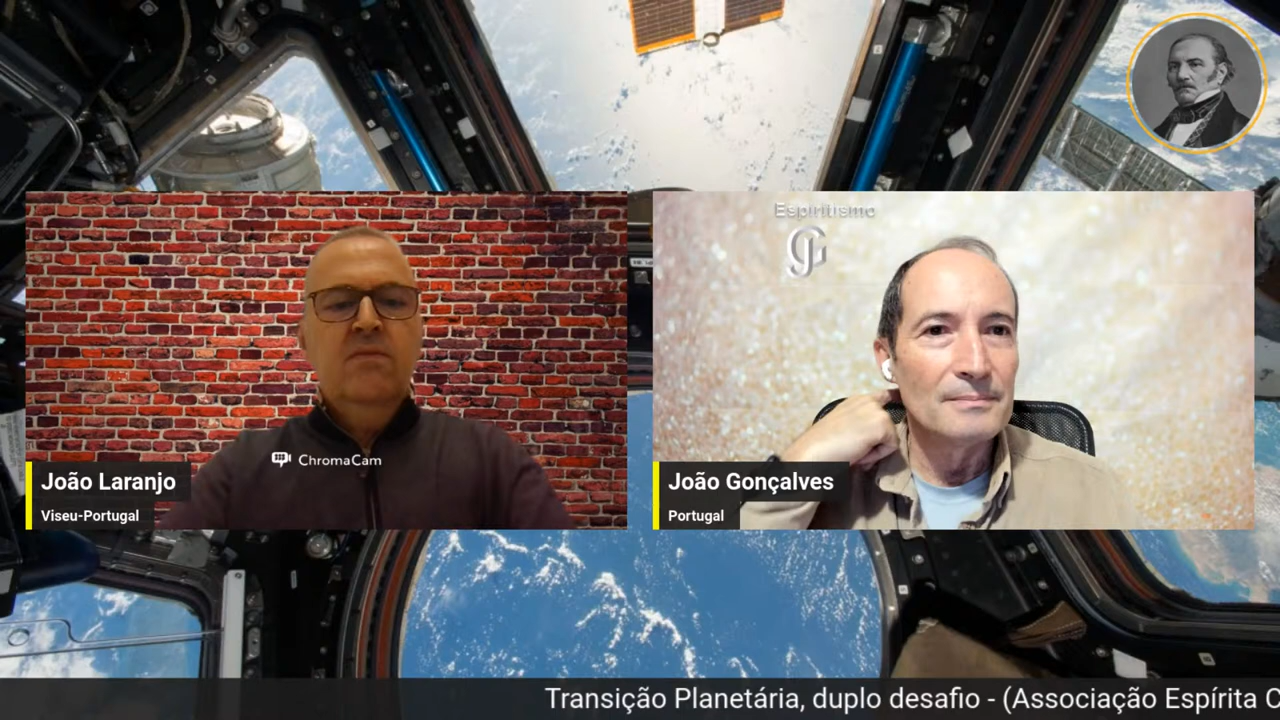 Espiritismo
ChromaCam
João Laranjo
Viseu-Portugal
João Gonçalves
Portugal
Transição Planetária, duplo desafio - (Associação Espírita C